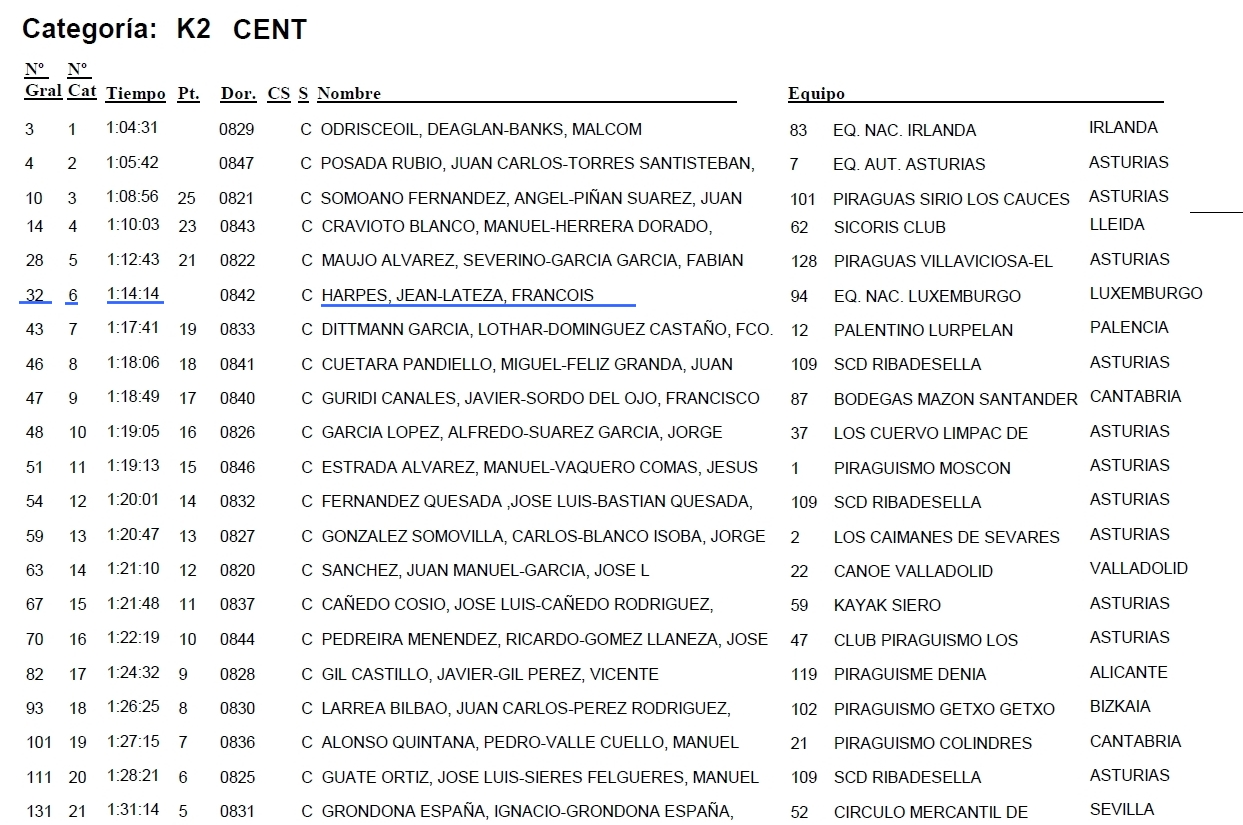 Categoría: K2 CENT
Nº Nº
Gral Cat Tiempo Pt. Dor. CS S Nombre Equipo
3 1 1:04:31 0829 C ODRISCEOIL, DEAGLAN-BANKS, MALCOM 83 EQ. NAC. IRLANDA IRLANDA
4 2 1:05:42 0847 C POSADA RUBIO, JUAN CARLOS-TORRES SANTISTEBAN, 7 EQ. AUT. ASTURIAS ASTURIAS
10 3 1:08:56 25 0821 C SOMOANO FERNANDEZ, ANGEL-PIÑAN SUAREZ, JUAN 101 PIRAGUAS SIRIO LOS CAUCES ASTURIAS
14 4 1:10:03 23 0843 C CRAVIOTO BLANCO, MANUEL-HERRERA DORADO, 62 SICORIS CLUB LLEIDA
28 5 1:12:43 21 0822 C MAUJO ALVAREZ, SEVERINO-GARCIA GARCIA, FABIAN 128 PIRAGUAS VILLAVICIOSA-EL ASTURIAS
32 6 1:14:14 0842 C HARPES, JEAN-LATEZA, FRANCOIS 94 EQ. NAC. LUXEMBURGO LUXEMBURGO
43 7 1:17:41 19 0833 C DITTMANN GARCIA, LOTHAR-DOMINGUEZ CASTAÑO, FCO. 12 PALENTINO LURPELAN PALENCIA
46 8 1:18:06 18 0841 C CUETARA PANDIELLO, MIGUEL-FELIZ GRANDA, JUAN 109 SCD RIBADESELLA ASTURIAS
47 9 1:18:49 17 0840 C GURIDI CANALES, JAVIER-SORDO DEL OJO, FRANCISCO 87 BODEGAS MAZON SANTANDER CANTABRIA
48 10 1:19:05 16 0826 C GARCIA LOPEZ, ALFREDO-SUAREZ GARCIA, JORGE 37 LOS CUERVO LIMPAC DE ASTURIAS
51 11 1:19:13 15 0846 C ESTRADA ALVAREZ, MANUEL-VAQUERO COMAS, JESUS 1 PIRAGUISMO MOSCON ASTURIAS
54 12 1:20:01 14 0832 C FERNANDEZ QUESADA ,JOSE LUIS-BASTIAN QUESADA, 109 SCD RIBADESELLA ASTURIAS
59 13 1:20:47 13 0827 C GONZALEZ SOMOVILLA, CARLOS-BLANCO ISOBA, JORGE 2 LOS CAIMANES DE SEVARES ASTURIAS
63 14 1:21:10 12 0820 C SANCHEZ, JUAN MANUEL-GARCIA, JOSE L 22 CANOE VALLADOLID VALLADOLID
67 15 1:21:48 11 0837 C CAÑEDO COSIO, JOSE LUIS-CAÑEDO RODRIGUEZ, 59 KAYAK SIERO ASTURIAS
70 16 1:22:19 10 0844 C PEDREIRA MENENDEZ, RICARDO-GOMEZ LLANEZA, JOSE 47 CLUB PIRAGUISMO LOS ASTURIAS
82 17 1:24:32 9 0828 C GIL CASTILLO, JAVIER-GIL PEREZ, VICENTE 119 PIRAGUISME DENIA ALICANTE
93 18 1:26:25 8 0830 C LARREA BILBAO, JUAN CARLOS-PEREZ RODRIGUEZ, 102 PIRAGUISMO GETXO GETXO BIZKAIA
101 19 1:27:15 7 0836 C ALONSO QUINTANA, PEDRO-VALLE CUELLO, MANUEL 21 PIRAGUISMO COLINDRES CANTABRIA
111 20 1:28:21 6 0825 C GUATE ORTIZ, JOSE LUIS-SIERES FELGUERES, MANUEL 109 SCD RIBADESELLA ASTURIAS
131 21 1:31:14 5 0831 C GRONDONA ESPAÑA, IGNACIO-GRONDONA ESPAÑA, 52 CIRCULO MERCANTIL DE SEVILLA